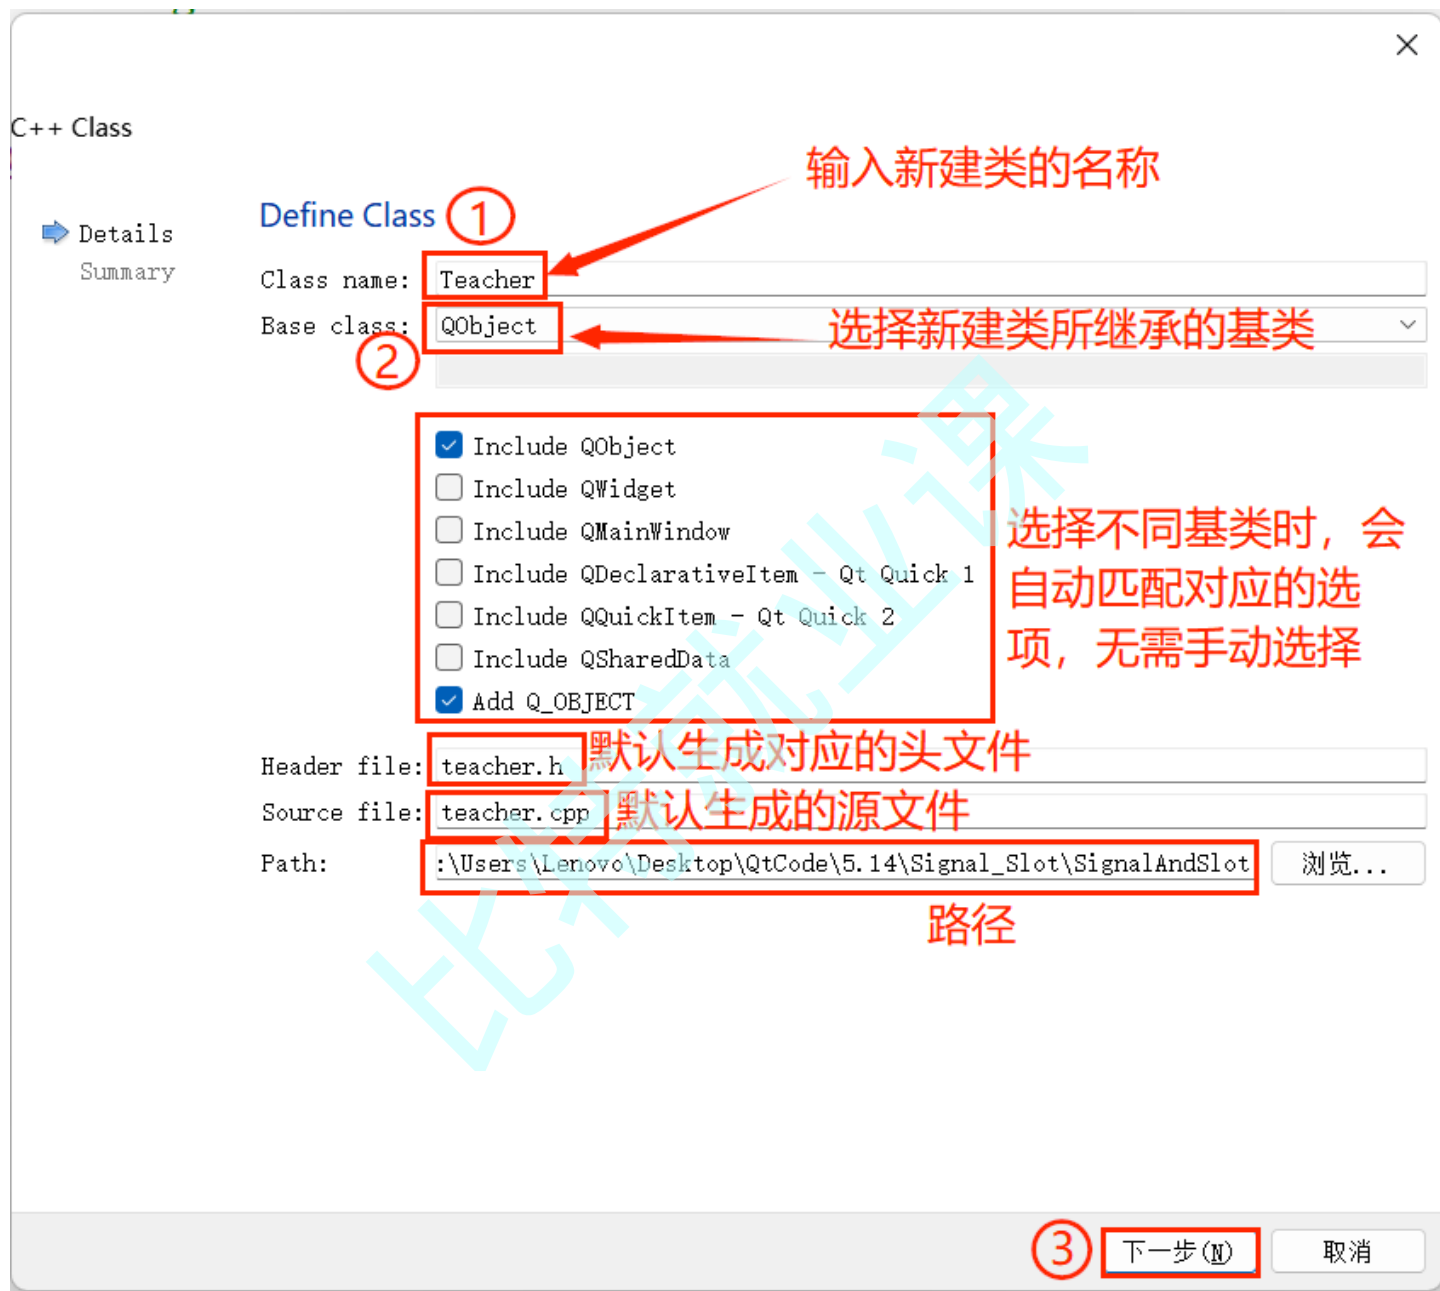 C++ Class
输入新建类的名称
Define Class ①
Details
Summary
Class name: Teacher
Base class: QObject
选择新建类所继承的基类
②
Include QObject
Include QWidget
Include QMainWindow
Include QDeclarativeItem - Qt Quick 1
Include QQuickItem - Qt Quick 2
Include QSharedData
Add Q_OBJECT
选择不同基类时，会
自动匹配对应的选
项，无需手动选择
Header file: teacher.h 默认生成对应的头文件
Source file: teacher.cpp 默认生成的源文件
Path: :\Users\Lenovo\Desktop\QtCode\5.14\Signal_Slot\SignalAndSlot 浏览...
路径
比特就业课
③ 下一步(N) 取消